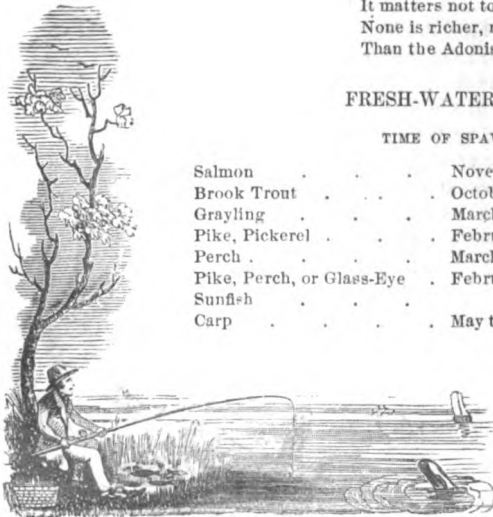 It matters not to
None is richer, 
Than the Adonis
FRESH-WATER
TIME OF SPAW
Salmon . . . Nove
Brook Trout . . . . Octob
Grayling . . . March
Pike, Pickerel . . . Febru
Perch . . . . March
Pike, Perch, or Glass-Eye . Febru
Sunfish . . .
Carp . . . . May t